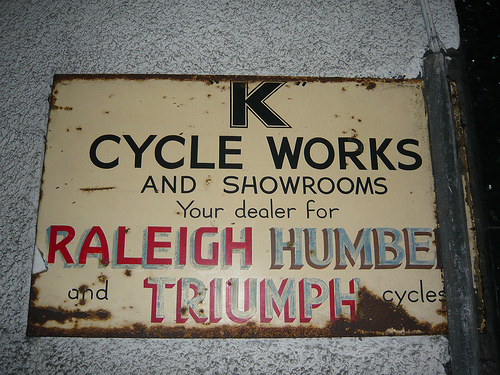 K
CYCLE WORKS
AND SHOWROOMS
Your dealer for
RALEIGH HUMBE
and TRIUMPH cycles